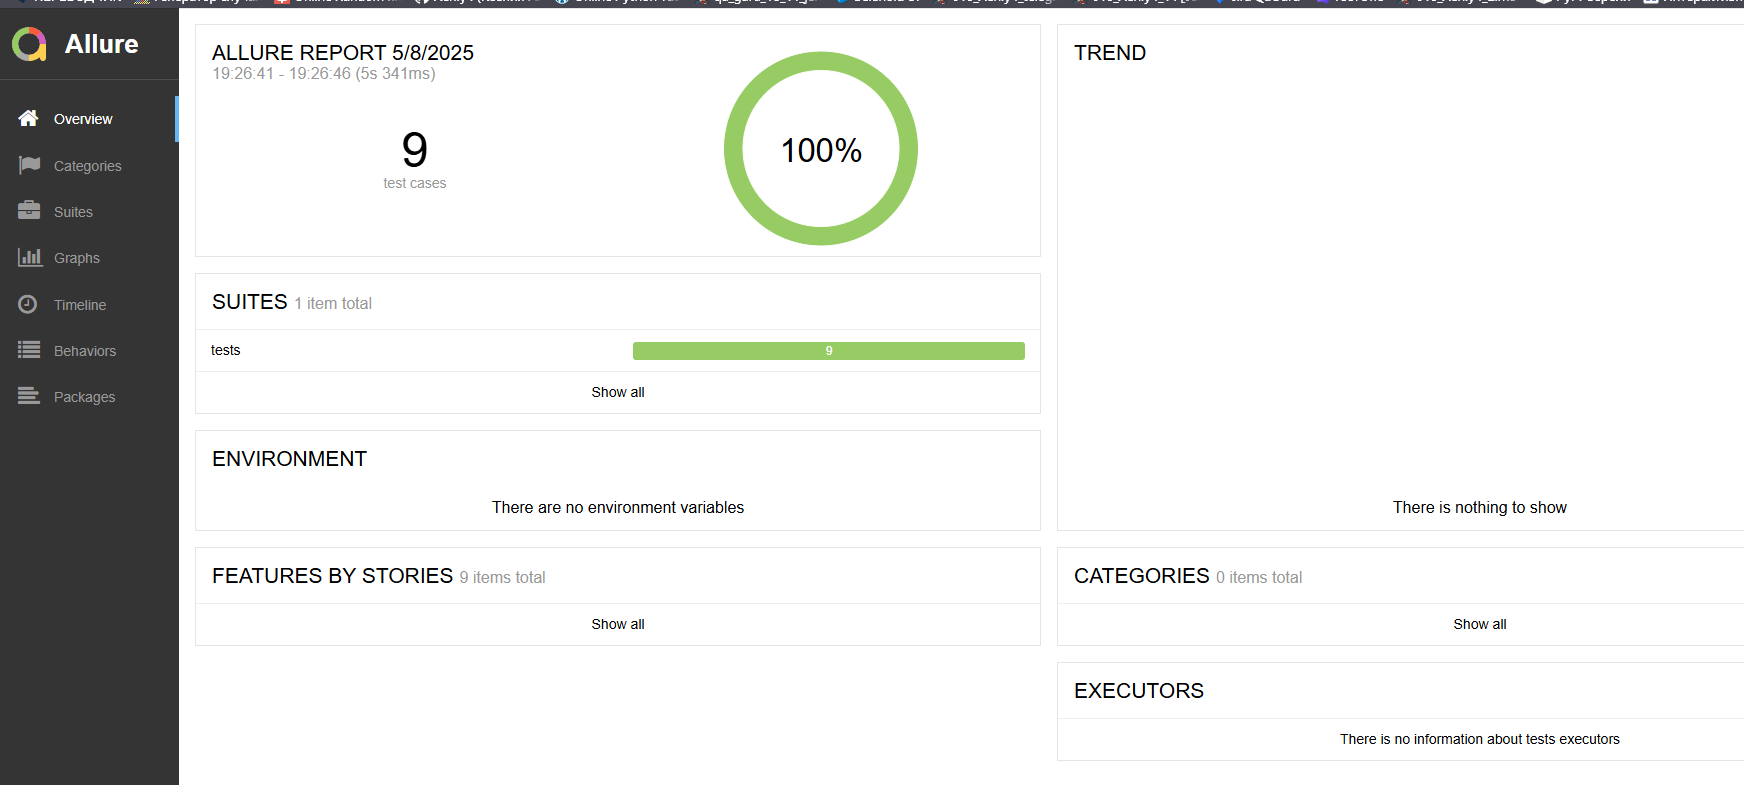 Allure
Overview
Categories
Suites
Graphs
Timeline
Behaviors
Packages
ALLURE REPORT 5/8/2025
19:26:41 - 19:26:46 (5s 341ms)
9
test cases
100%
SUITES 1 item total
tests
9
Show all
ENVIRONMENT
There are no environment variables
FEATURES BY STORIES 9 items total
Show all
TREND
There is nothing to show
CATEGORIES 0 items total
Show all
EXECUTORS
There is no information about tests executors